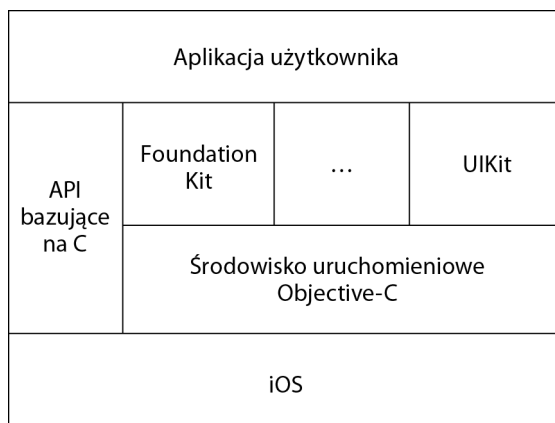 Aplikacja użytkownika
API
bazujące
na C
Foundation
Kit
...
UIKit
Środowisko uruchomieniowe
Objective-C
iOS